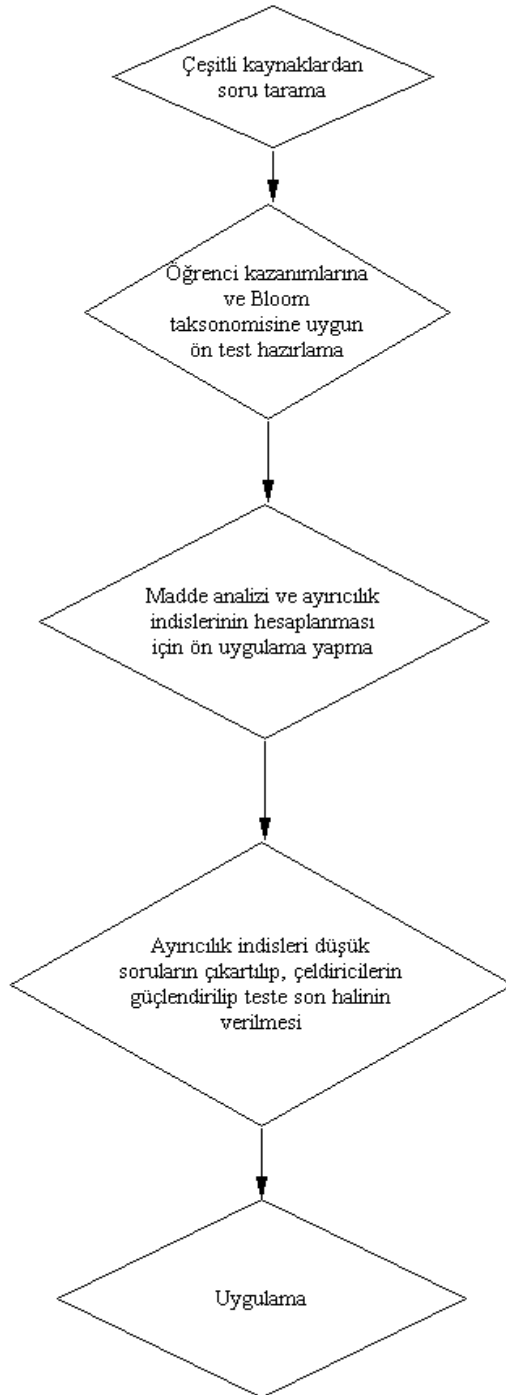 Çeşitli kaynaklardan
soru tarama
Öğrenci kazanımlarına
ve Bloom
taksonomisine uygun
ön test hazırlama
Madde analizi ve ayırıcılık
indislerinin hesaplanması
için ön uygulama yapma
Ayırıcılık indisleri düşük
soruların çıkartılıp, çeldiricilerin
güçlendirilip teste son halinin
verilmesi
Uygulama